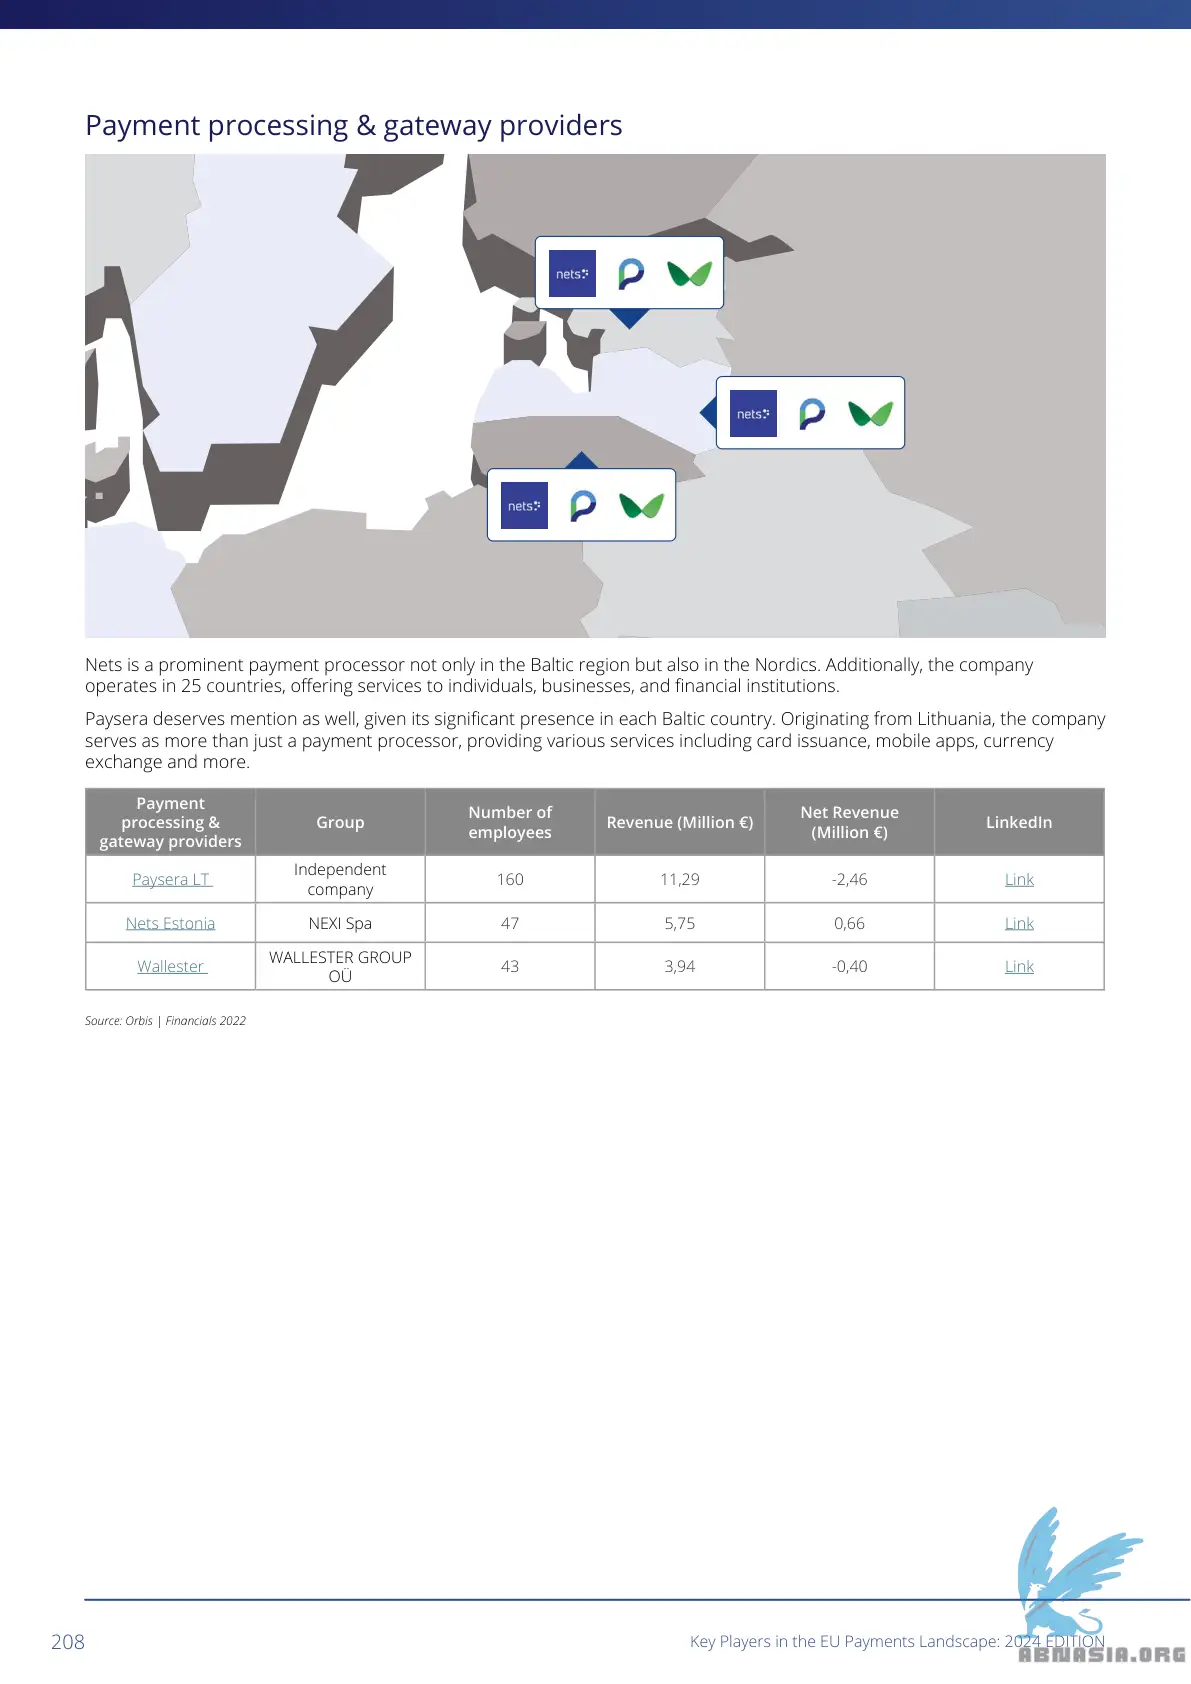 Payment processing & gateway providers
nets
nets
nets
Nets is a prominent payment processor not only in the Baltic region but also in the Nordics. Additionally, the company
operates in 25 countries, offering services to individuals, businesses, and financial institutions.
Paysera deserves mention as well, given its significant presence in each Baltic country. Originating from Lithuania, the company
serves as more than just a payment processor, providing various services including card issuance, mobile apps, currency
exchange and more.
Payment
processing &
gateway providers
Group
Number of
employees
Revenue (Million €)
Net Revenue
(Million €)
LinkedIn
Paysera LT
Independent
company
160
11,29
-2,46
Link
Nets Estonia
NEXI Spa
47
5,75
0,66
Link
Wallester
WALLESTER GROUP
OÜ
43
3,94
-0,40
Link
Source: Orbis | Financials 2022
208
Key Players in the EU Payments Landscape: 2024 EDITION
ABNASIA.ORG